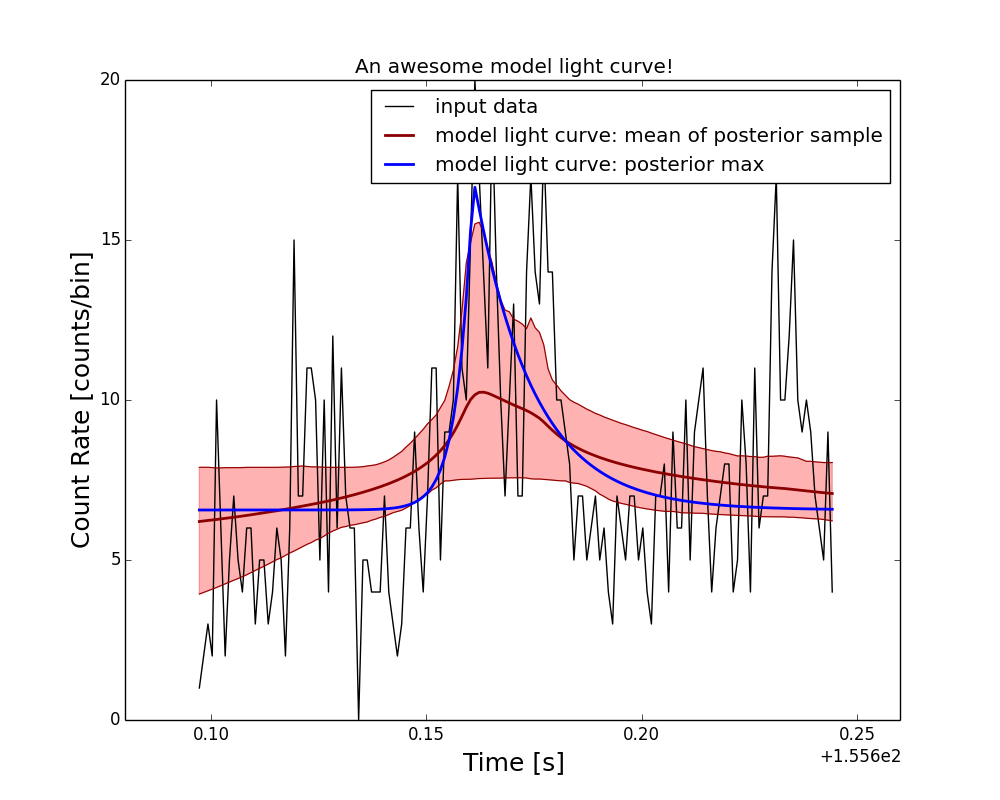 An awesome model light curve!
input data
model light curve: mean of posterior sample
model light curve: posterior max
Count Rate [counts/bin]
20
15
10
5
0
0.10 0.15 0.20 0.25
+1.556e2
Time [s]